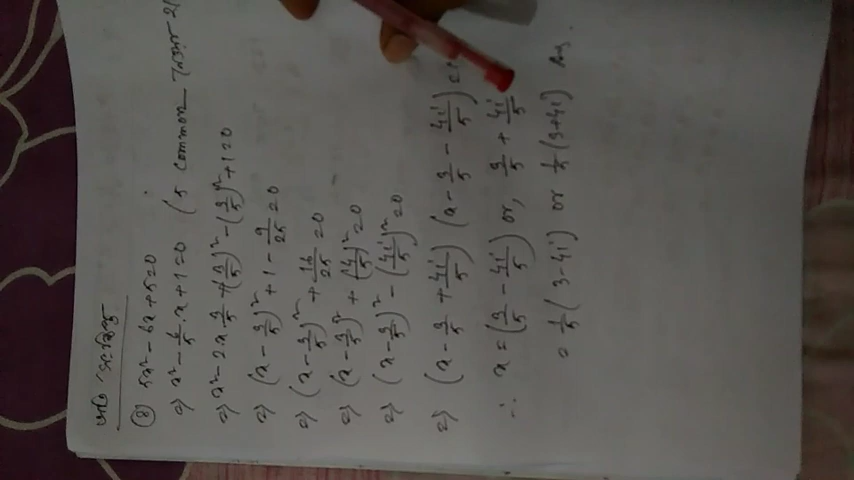 অতি সংক্ষিপ্ত
(8) 5x² - 6x + 5 = 0
⇒ x² - 6/5 . x + 1 = 0 ( 5 common
⇒ x² - 2x 3/5 + (3/5)² - (3/5)² + 1 = 0
⇒ (x - 3/5)² + 1 - 9/25 = 0
⇒ (x - 3/5)² + 16/25 = 0
⇒ (x - 3/5)² + (4/5)² = 0
⇒ (x - 3/5)² - (4i/5)² = 0
⇒ (x - 3/5 + 4i/5) (x - 3/5 - 4i/5) =
∴ x = (3/5 - 4i/5) or, 3/5 + 4i/5
= 1/5 (3 - 4i) or 1/5 (3 + 4i) Ans.